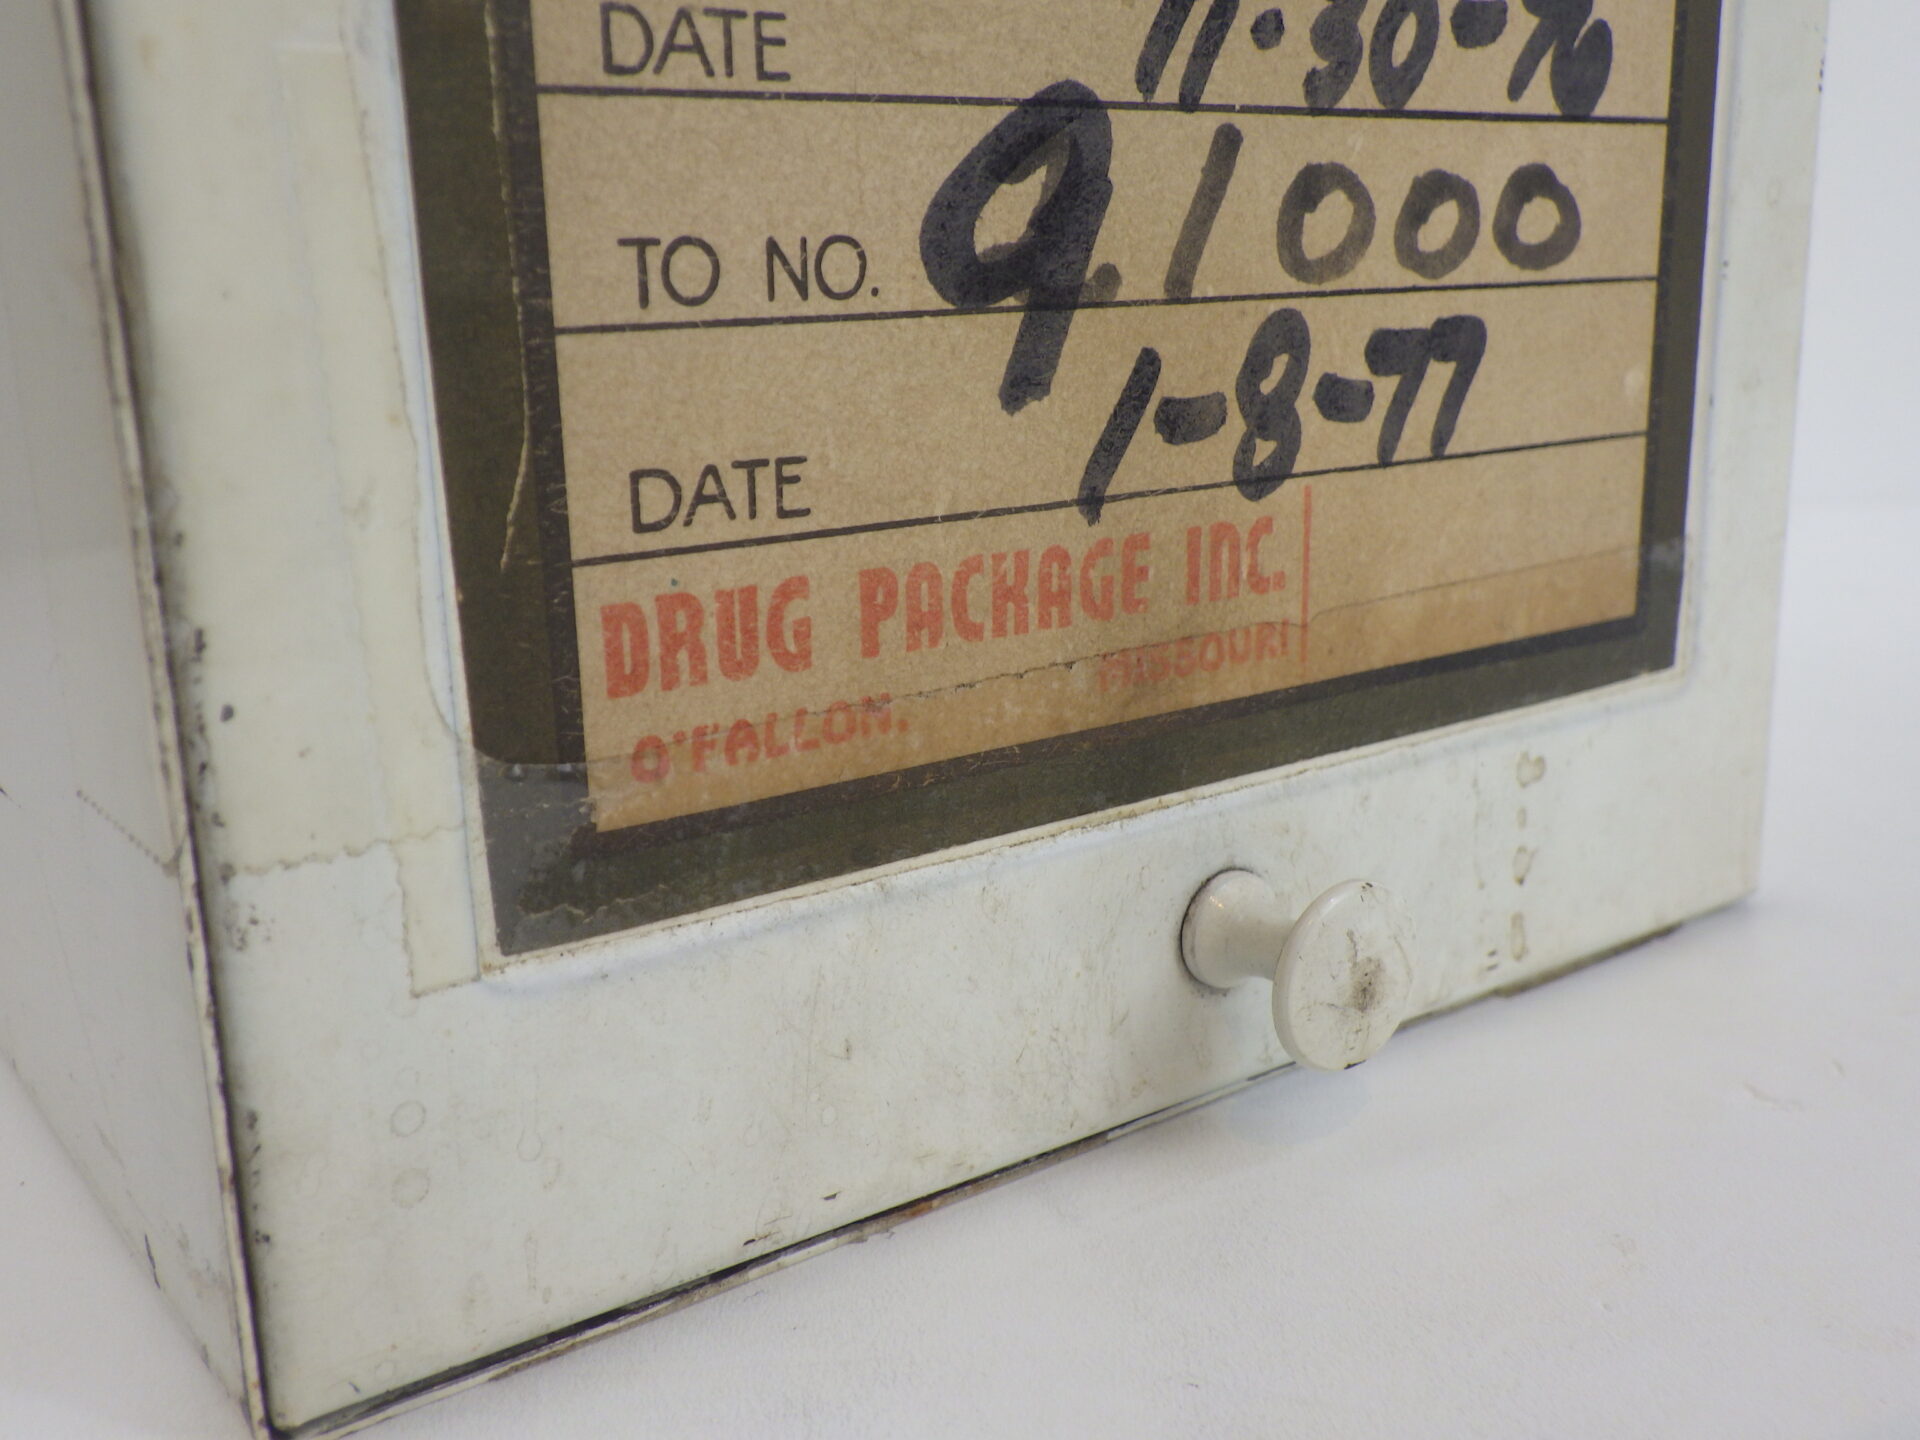 DATE 11-30-76
TO NO. 91000
DATE 1-8-77
DRUG PACKAGE INC.
O'FALLON, MISSOURI